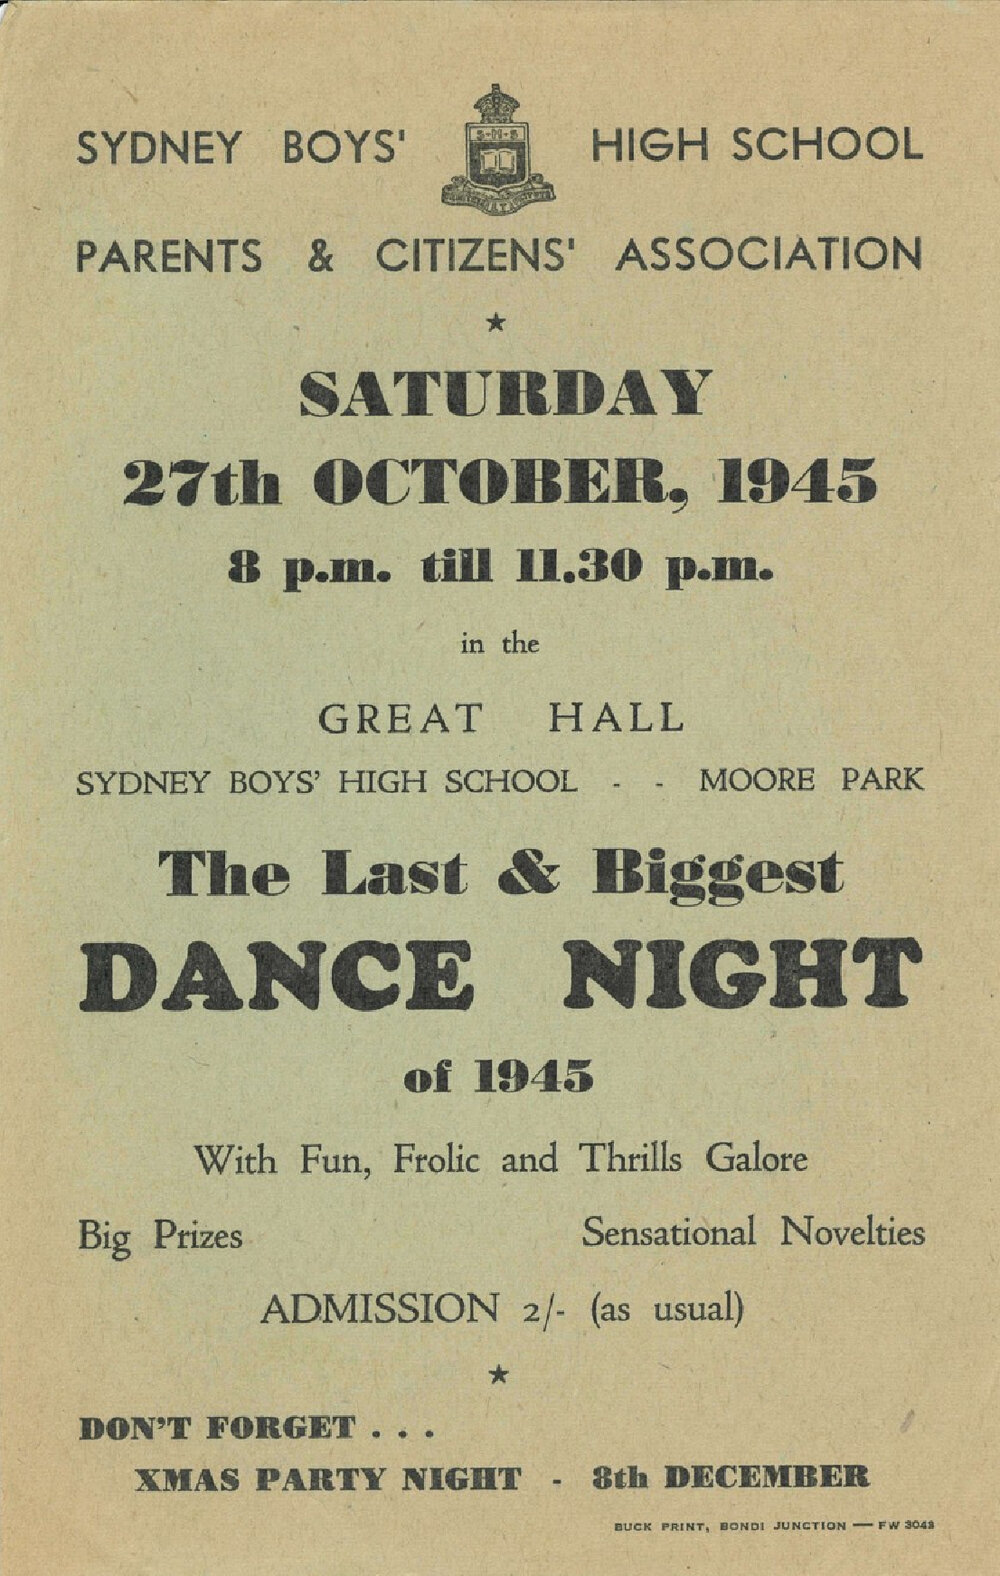 SYDNEY BOYS' HIGH SCHOOL
S·H·S
PARENTS & CITIZENS' ASSOCIATION
SATURDAY
27th OCTOBER, 1945
8 p.m. till 11.30 p.m.
in the
GREAT HALL
SYDNEY BOYS' HIGH SCHOOL - - MOORE PARK
The Last & Biggest
DANCE NIGHT
of 1945
With Fun, Frolic and Thrills Galore
Big Prizes Sensational Novelties
ADMISSION 2/- (as usual)
DON'T FORGET . . .
XMAS PARTY NIGHT - 8th DECEMBER
BUCK PRINT, BONDI JUNCTION — FW 3043